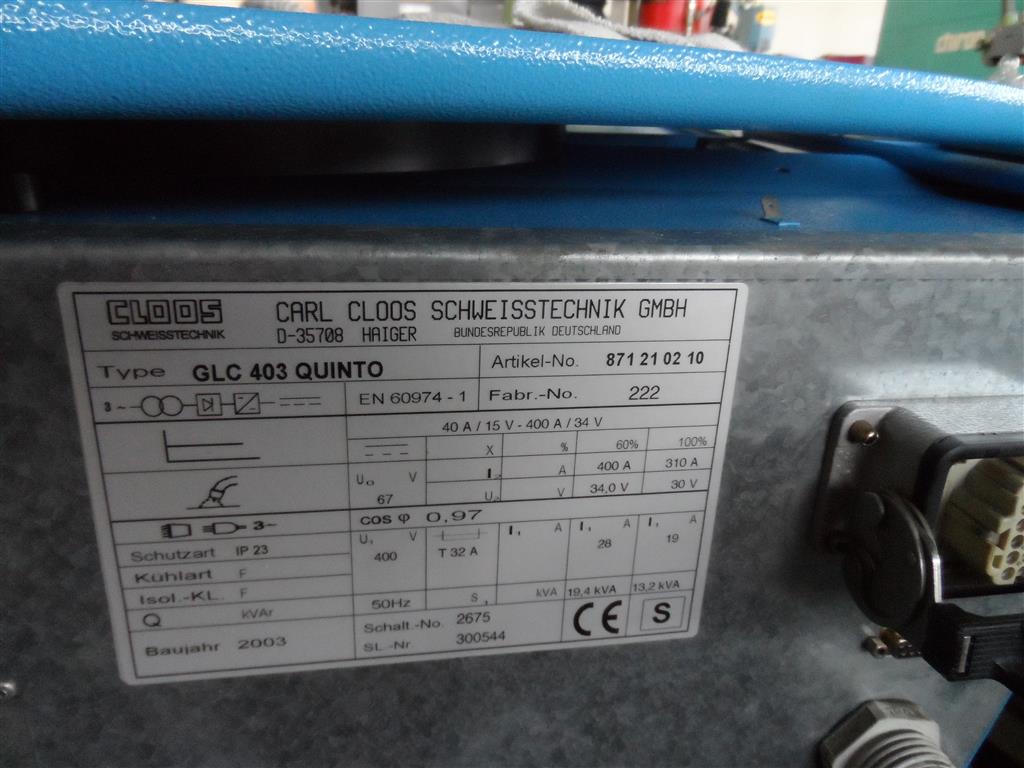 CLOOS
SCHWEISSTECHNIK
CARL CLOOS SCHWEISSTECHNIK GMBH
D-35708 HAIGER BUNDESREPUBLIK DEUTSCHLAND
Type GLC 403 QUINTO
Artikel-No. 871 21 02 10
3 ~
EN 60974 - 1
Fabr.-No. 222
40 A / 15 V - 400 A / 34 V
X % 60% 100%
U₀ V
67
I₂ A 400 A 310 A
U₂ V 34,0 V 30 V
3~
cos φ 0,97
Schutzart IP 23
Kühlart F
Isol.-KL. F
Q kVAr
U₁ V
400
T 32 A
I₁ A
I₁ A
28
I₁ A
19
50Hz
S₁ kVA 19,4 kVA 13,2 kVA
Baujahr 2003
Schalt.-No. 2675
SL.-Nr. 300544
CE
S